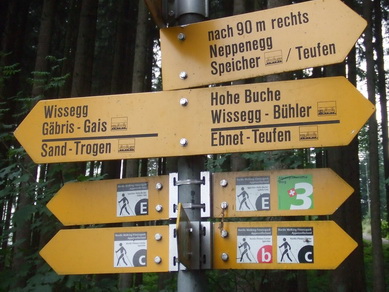 nach 90 m rechts
Neppenegg
Speicher / Teufen
Wissegg
Gäbris - Gais
Sand - Trogen
Hohe Buche
Wissegg - Bühler
Ebnet - Teufen
E
E
3
c
b
c